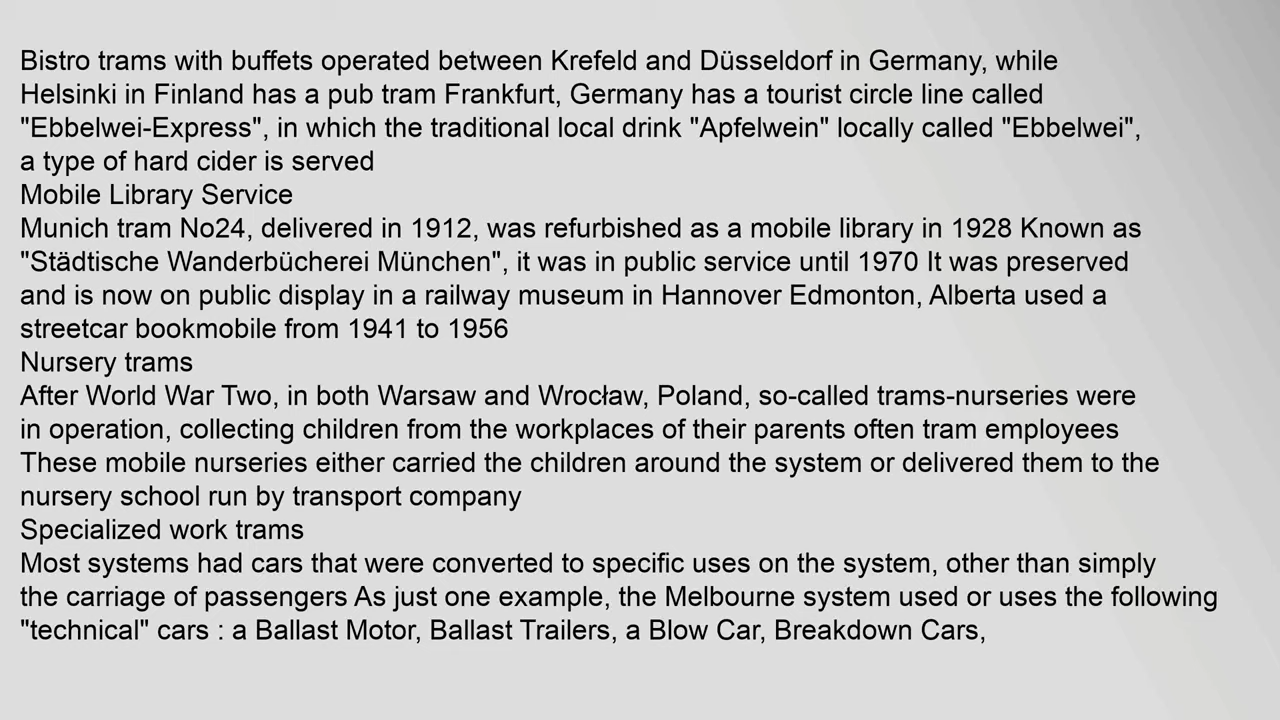 Bistro trams with buffets operated between Krefeld and Düsseldorf in Germany, while
Helsinki in Finland has a pub tram Frankfurt, Germany has a tourist circle line called
"Ebbelwei-Express", in which the traditional local drink "Apfelwein" locally called "Ebbelwei",
a type of hard cider is served
Mobile Library Service
Munich tram No24, delivered in 1912, was refurbished as a mobile library in 1928 Known as
"Städtische Wanderbücherei München", it was in public service until 1970 It was preserved
and is now on public display in a railway museum in Hannover Edmonton, Alberta used a
streetcar bookmobile from 1941 to 1956
Nursery trams
After World War Two, in both Warsaw and Wrocław, Poland, so-called trams-nurseries were
in operation, collecting children from the workplaces of their parents often tram employees
These mobile nurseries either carried the children around the system or delivered them to the
nursery school run by transport company
Specialized work trams
Most systems had cars that were converted to specific uses on the system, other than simply
the carriage of passengers As just one example, the Melbourne system used or uses the following
"technical" cars : a Ballast Motor, Ballast Trailers, a Blow Car, Breakdown Cars,